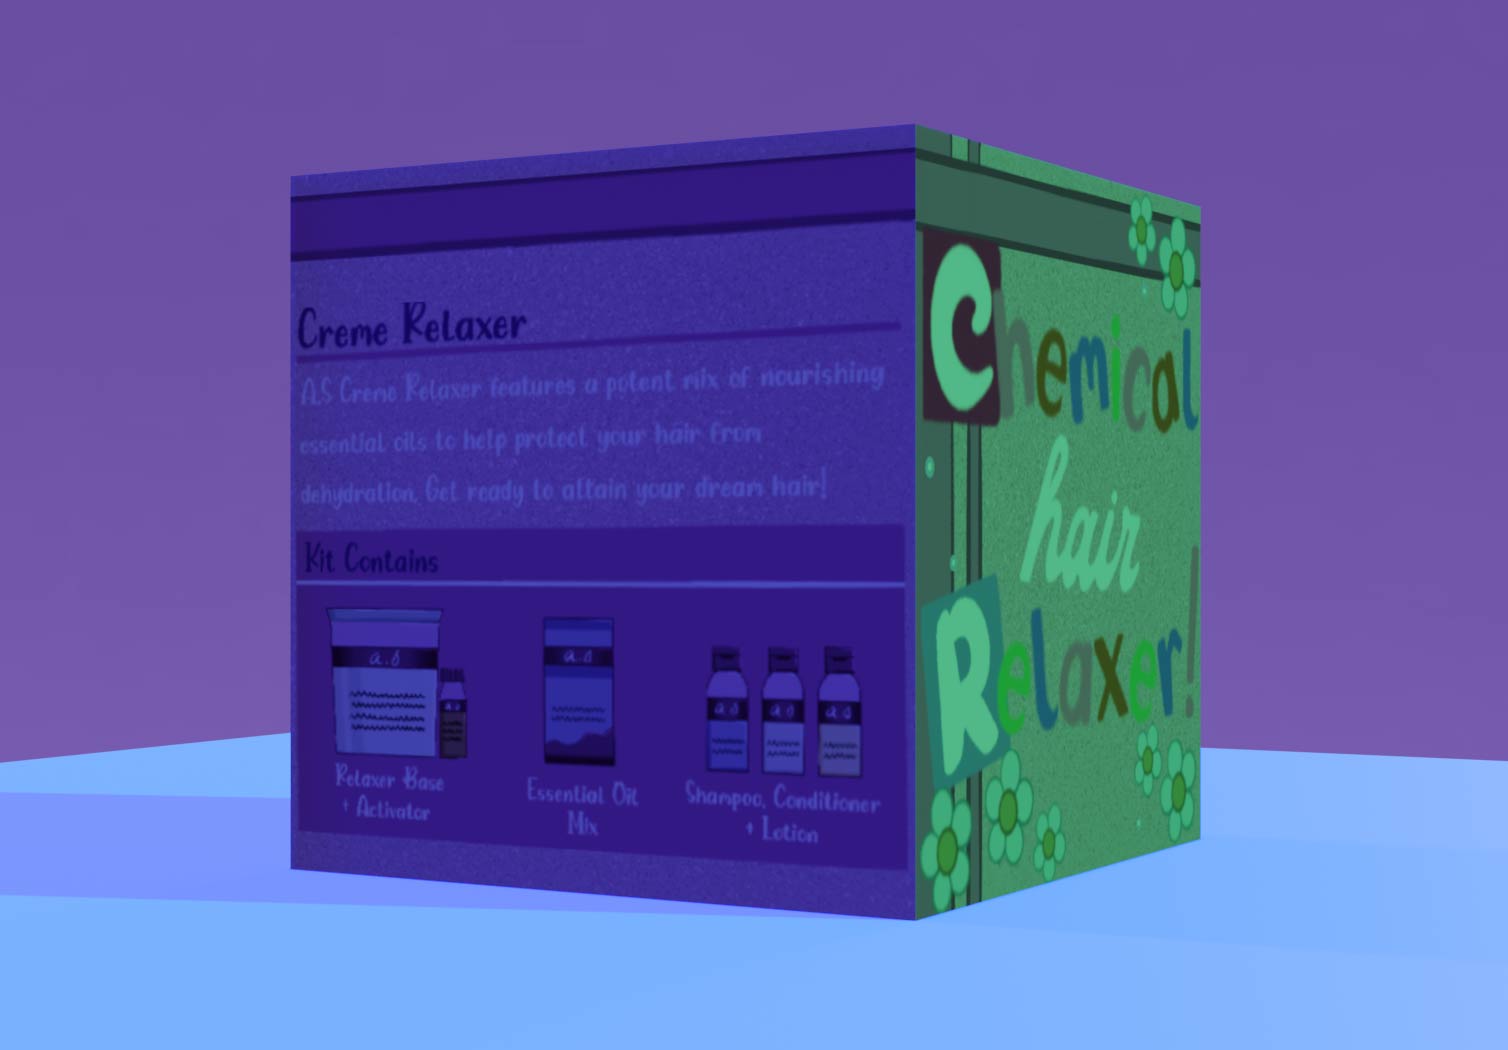 Creme Relaxer
A.S Creme Relaxer features a potent mix of nourishing
essential oils to help protect your hair from
dehydration. Get ready to attain your dream hair!
Kit Contains
a.s
a.s
a.s
a.s
a.s
a.s
Relaxer Base
+ Activator
Essential Oil
Mix
Shampoo, Conditioner
+ Lotion
Chemical
hair
Relaxer!